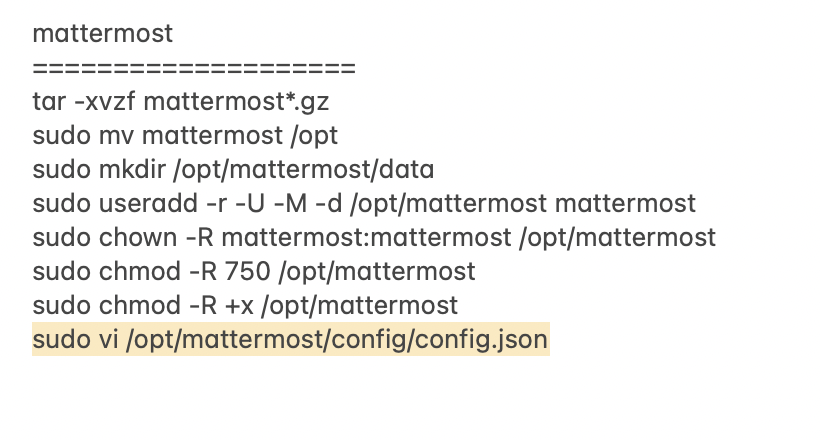 mattermost
====================
tar -xvzf mattermost*.gz
sudo mv mattermost /opt
sudo mkdir /opt/mattermost/data
sudo useradd -r -U -M -d /opt/mattermost mattermost
sudo chown -R mattermost:mattermost /opt/mattermost
sudo chmod -R 750 /opt/mattermost
sudo chmod -R +x /opt/mattermost
sudo vi /opt/mattermost/config/config.json